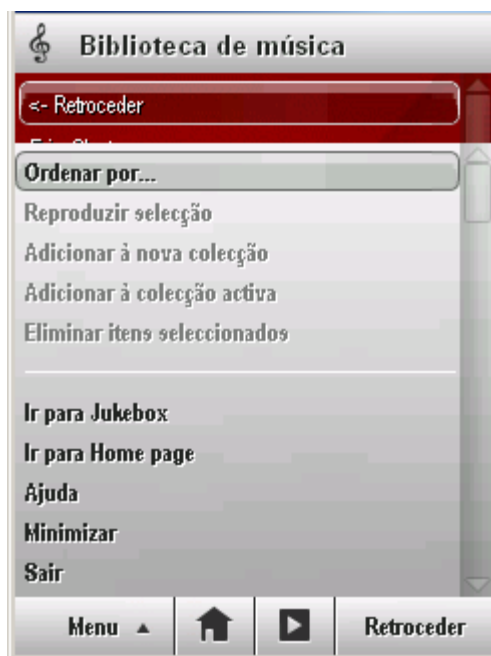 Biblioteca de música
<- Retroceder
Ordenar por...
Reproduzir selecção
Adicionar à nova colecção
Adicionar à colecção activa
Eliminar itens seleccionados
Ir para Jukebox
Ir para Home page
Ajuda
Minimizar
Sair
Menu
Retroceder